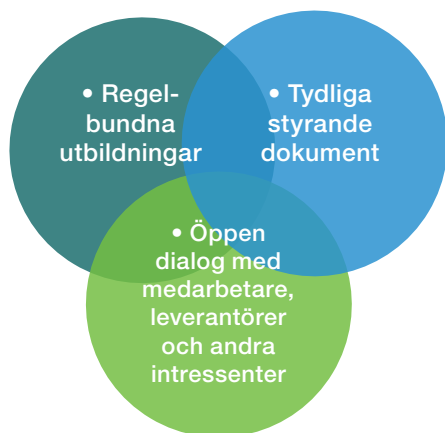 • Regel-
bundna
utbildningar
• Tydliga
styrande
dokument
• Öppen
dialog med
medarbetare,
leverantörer
och andra
intressenter